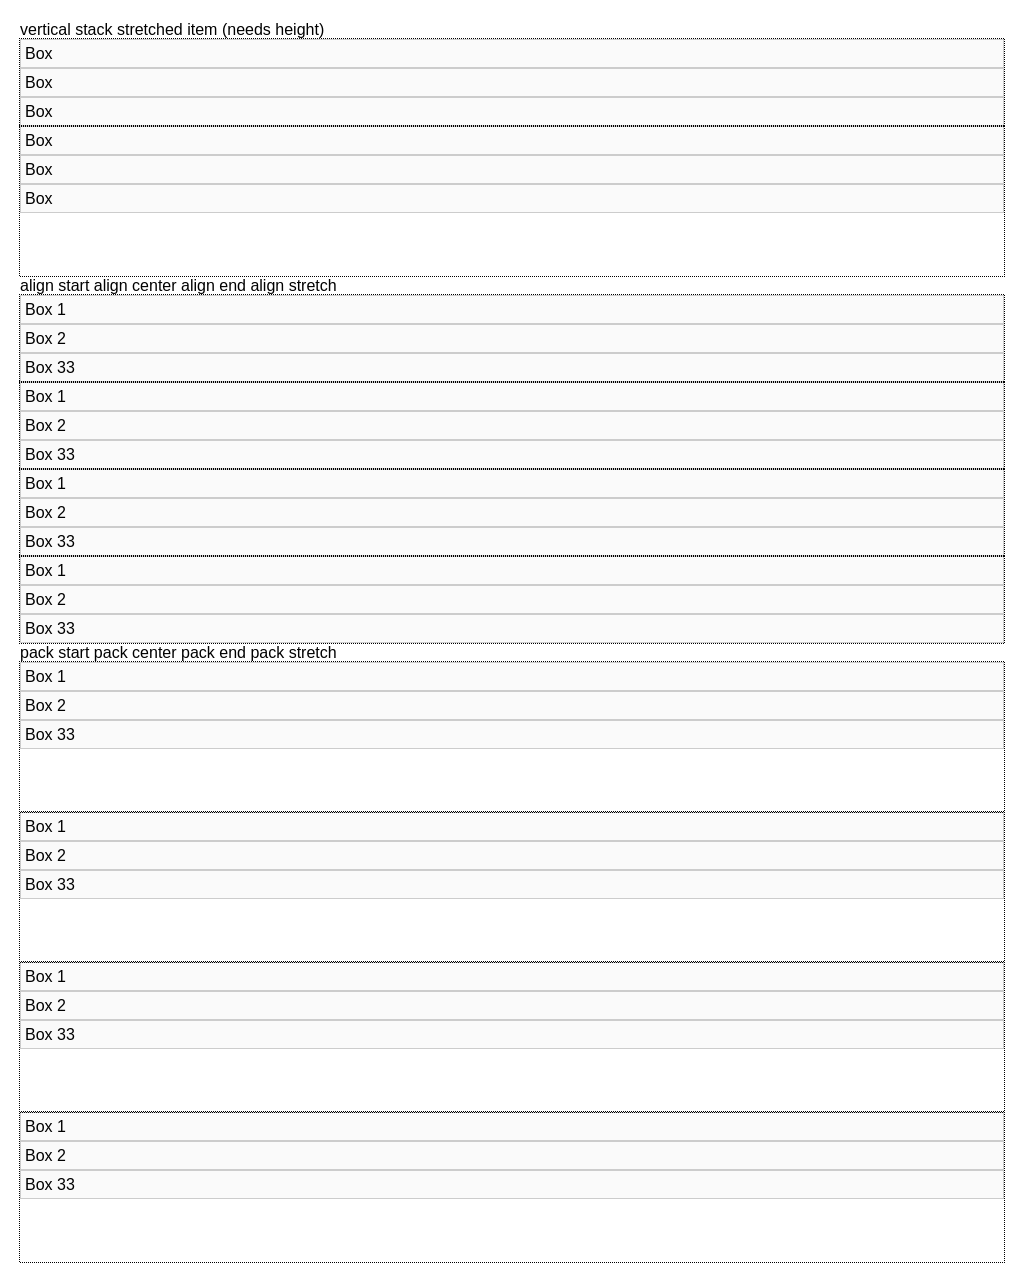 vertical stack stretched item (needs height)
Box
Box
Box
Box
Box
Box
align start align center align end align stretch
Box 1
Box 2
Box 33
Box 1
Box 2
Box 33
Box 1
Box 2
Box 33
Box 1
Box 2
Box 33
pack start pack center pack end pack stretch
Box 1
Box 2
Box 33
Box 1
Box 2
Box 33
Box 1
Box 2
Box 33
Box 1
Box 2
Box 33